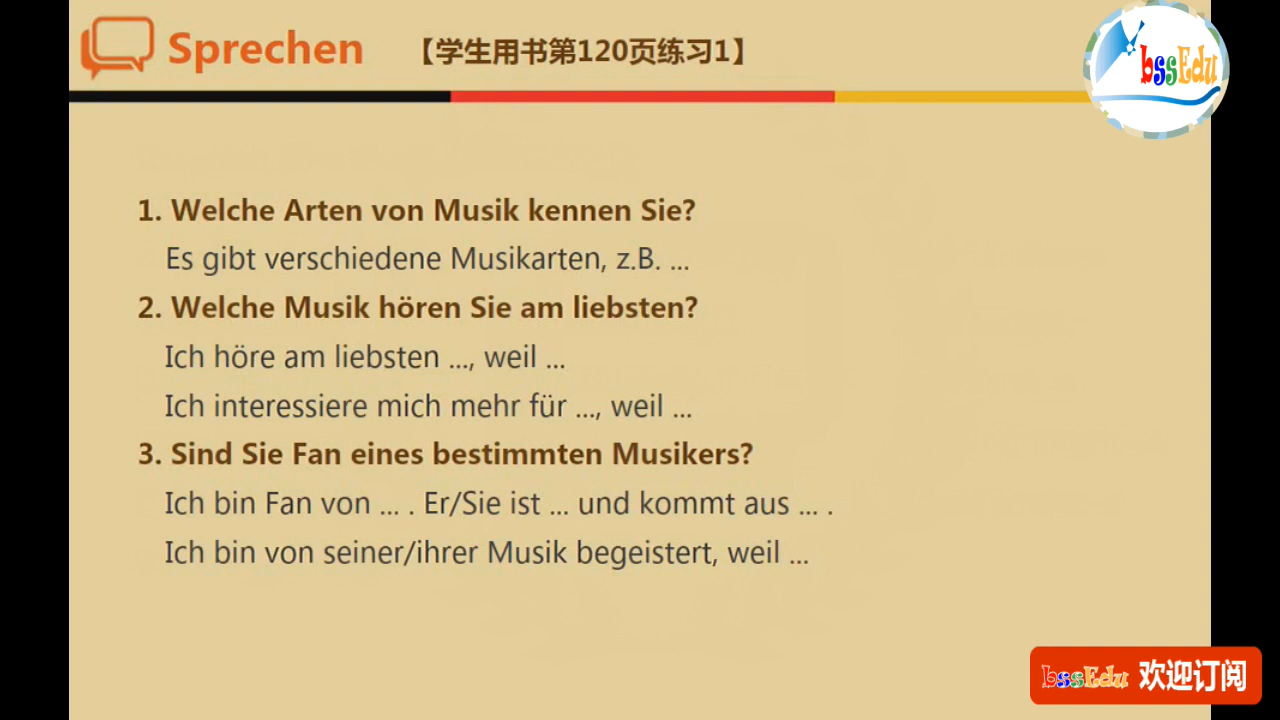 Sprechen 【学生用书第120页练习1】
bssEdu
1. Welche Arten von Musik kennen Sie?
Es gibt verschiedene Musikarten, z.B. ...
2. Welche Musik hören Sie am liebsten?
Ich höre am liebsten ..., weil ...
Ich interessiere mich mehr für ..., weil ...
3. Sind Sie Fan eines bestimmten Musikers?
Ich bin Fan von ... . Er/Sie ist ... und kommt aus ... .
Ich bin von seiner/ihrer Musik begeistert, weil ...
bssEdu 欢迎订阅